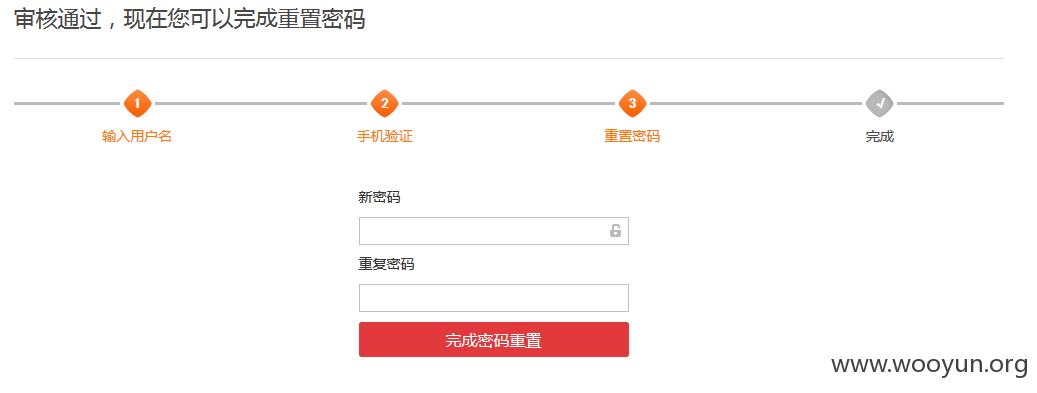 审核通过，现在您可以完成重置密码
1
2
3
输入用户名
手机验证
重置密码
完成
新密码
重复密码
完成密码重置
www.wooyun.org